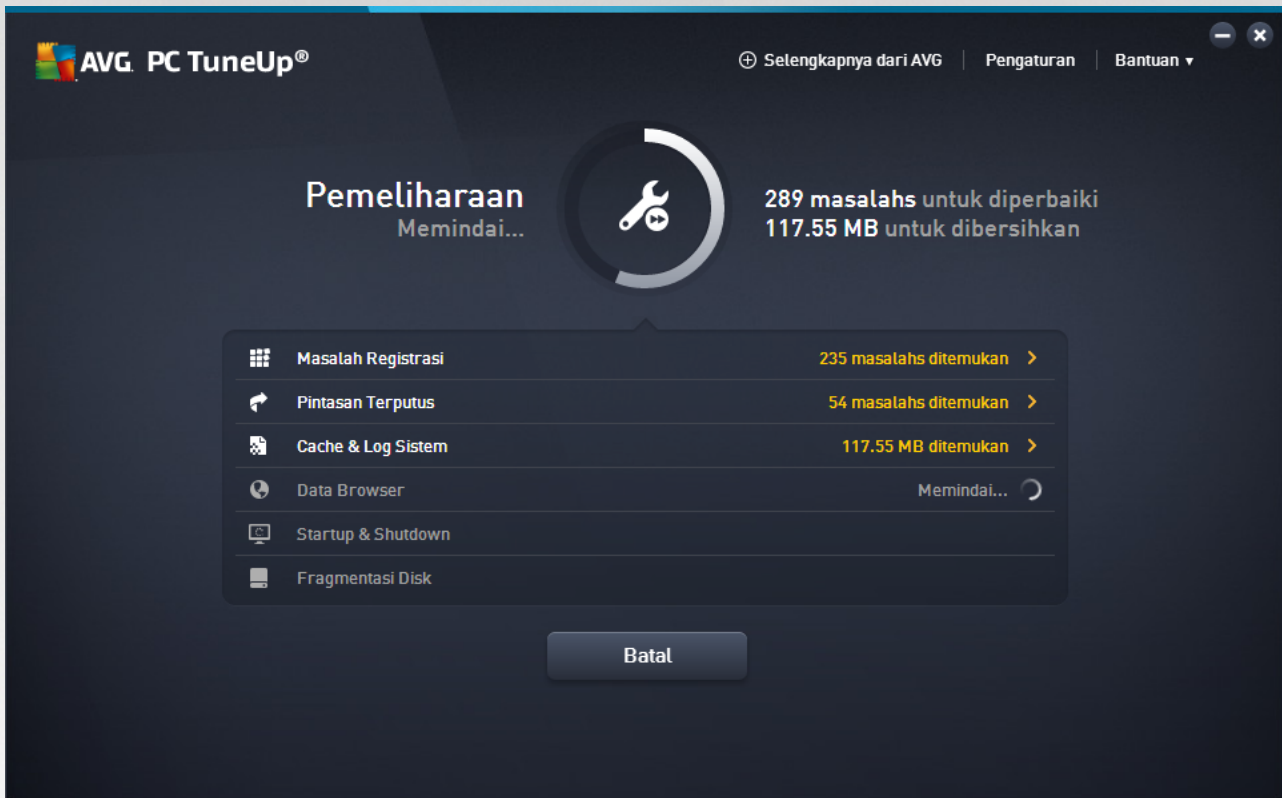 AVG. PC TuneUp®
Selengkapnya dari AVG
Pengaturan
Bantuan
Pemeliharaan
Memindai...
289 masalahs untuk diperbaiki
117.55 MB untuk dibersihkan
Masalah Registrasi 235 masalahs ditemukan
Pintasan Terputus 54 masalahs ditemukan
Cache & Log Sistem 117.55 MB ditemukan
Data Browser Memindai...
Startup & Shutdown
Fragmentasi Disk
Batal